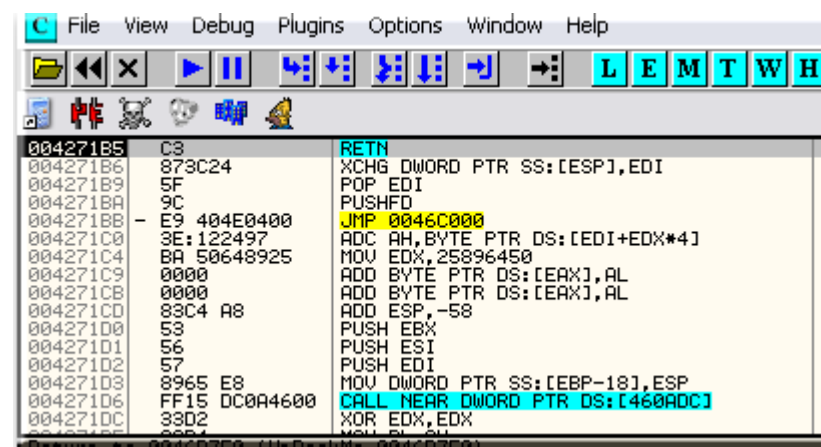 C File View Debug Plugins Options Window Help
L E M T W H
004271B5 C3 RETN
004271B6 873C24 XCHG DWORD PTR SS:[ESP],EDI
004271B9 5F POP EDI
004271BA 9C PUSHFD
004271BB - E9 404E0400 JMP 0046C000
004271C0 3E:122497 ADC AH,BYTE PTR DS:[EDI+EDX*4]
004271C4 BA 50648925 MOV EDX,25896450
004271C9 0000 ADD BYTE PTR DS:[EAX],AL
004271CB 0000 ADD BYTE PTR DS:[EAX],AL
004271CD 83C4 A8 ADD ESP,-58
004271D0 53 PUSH EBX
004271D1 56 PUSH ESI
004271D2 57 PUSH EDI
004271D3 8965 E8 MOV DWORD PTR SS:[EBP-18],ESP
004271D6 FF15 DC0A4600 CALL NEAR DWORD PTR DS:[460ADC]
004271DC 33D2 XOR EDX,EDX